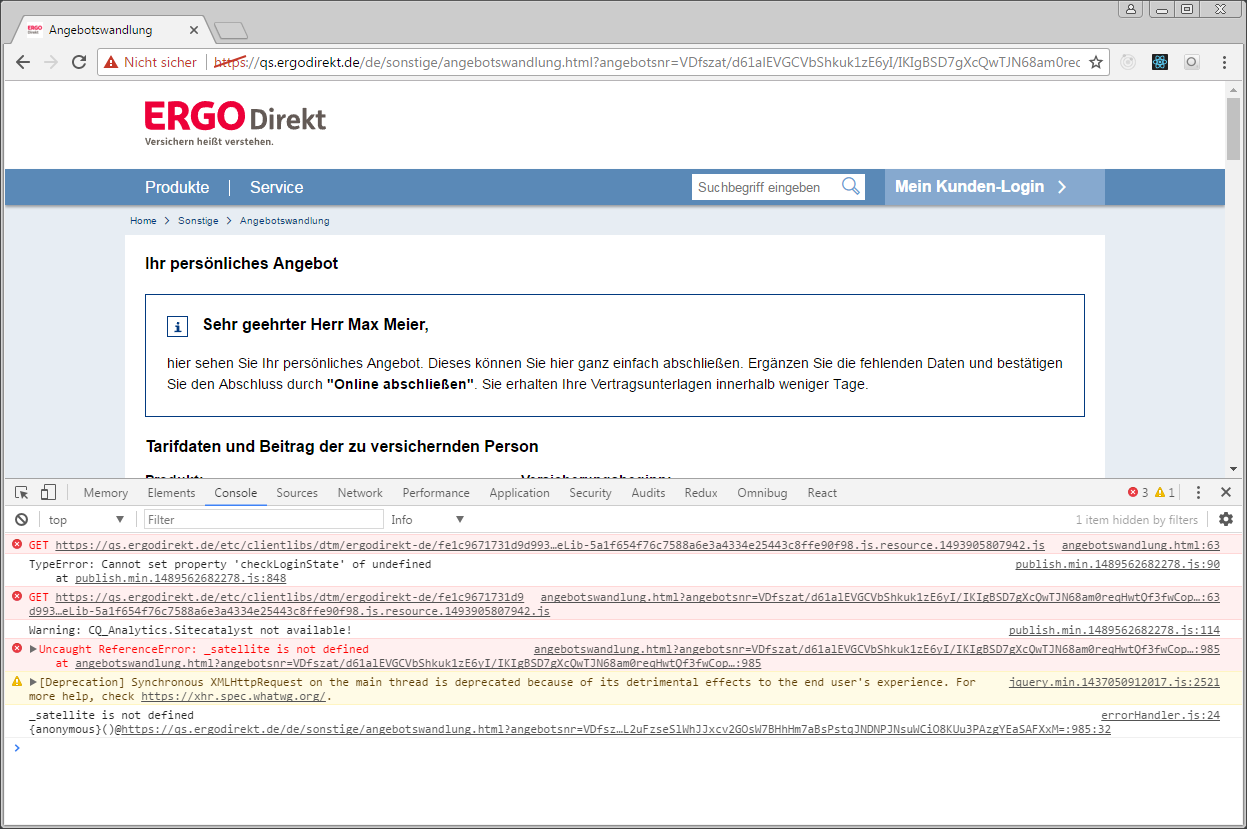 Angebotswandlung
Nicht sicher https://qs.ergodirekt.de/de/sonstige/angebotswandlung.html?angebotsnr=VDfszat/d61alEVGCVbShkuk1zE6yI/IKIgBSD7gXcQwTJN68am0rec
ERGO Direkt
Versichern heißt verstehen.
Produkte Service Suchbegriff eingeben Mein Kunden-Login
Home Sonstige Angebotswandlung
Ihr persönliches Angebot
Sehr geehrter Herr Max Meier,
hier sehen Sie Ihr persönliches Angebot. Dieses können Sie hier ganz einfach abschließen. Ergänzen Sie die fehlenden Daten und bestätigen
Sie den Abschluss durch "Online abschließen". Sie erhalten Ihre Vertragsunterlagen innerhalb weniger Tage.
Tarifdaten und Beitrag der zu versichernden Person
Produkt: Versicherungsbeginn:
Memory Elements Console Sources Network Performance Application Security Audits Redux Omnibug React 3 1
top Filter Info 1 item hidden by filters
GET https://qs.ergodirekt.de/etc/clientlibs/dtm/ergodirekt-de/fe1c9671731d9d993…eLib-5a1f654f76c7588a6e3a4334e25443c8ffe90f98.js.resource.1493905807942.js angebotswandlung.html:63
TypeError: Cannot set property 'checkLoginState' of undefined publish.min.1489562682278.js:90
at publish.min.1489562682278.js:848
GET https://qs.ergodirekt.de/etc/clientlibs/dtm/ergodirekt-de/fe1c9671731d9 angebotswandlung.html?angebotsnr=VDfszat/d61alEVGCVbShkuk1zE6yI/IKIgBSD7gXcQwTJN68am0reqHwtQf3fwCop…:63
d993…eLib-5a1f654f76c7588a6e3a4334e25443c8ffe90f98.js.resource.1493905807942.js
Warning: CQ_Analytics.Sitecatalyst not available! publish.min.1489562682278.js:114
Uncaught ReferenceError: _satellite is not defined angebotswandlung.html?angebotsnr=VDfszat/d61alEVGCVbShkuk1zE6yI/IKIgBSD7gXcQwTJN68am0reqHwtQf3fwCop…:985
at angebotswandlung.html?angebotsnr=VDfszat/d61alEVGCVbShkuk1zE6yI/IKIgBSD7gXcQwTJN68am0reqHwtQf3fwCop…:985
[Deprecation] Synchronous XMLHttpRequest on the main thread is deprecated because of its detrimental effects to the end user's experience. For jquery.min.1437050912017.js:2521
more help, check https://xhr.spec.whatwg.org/.
_satellite is not defined errorHandler.js:24
{anonymous}()@https://qs.ergodirekt.de/de/sonstige/angebotswandlung.html?angebotsnr=VDfsz…L2uFzseSlWhJJxcv2GOsW7BHhHm7aBsPstqJNDNPJNsuWCiO8KUu3PAzgYEaSAFXxM=:985:32